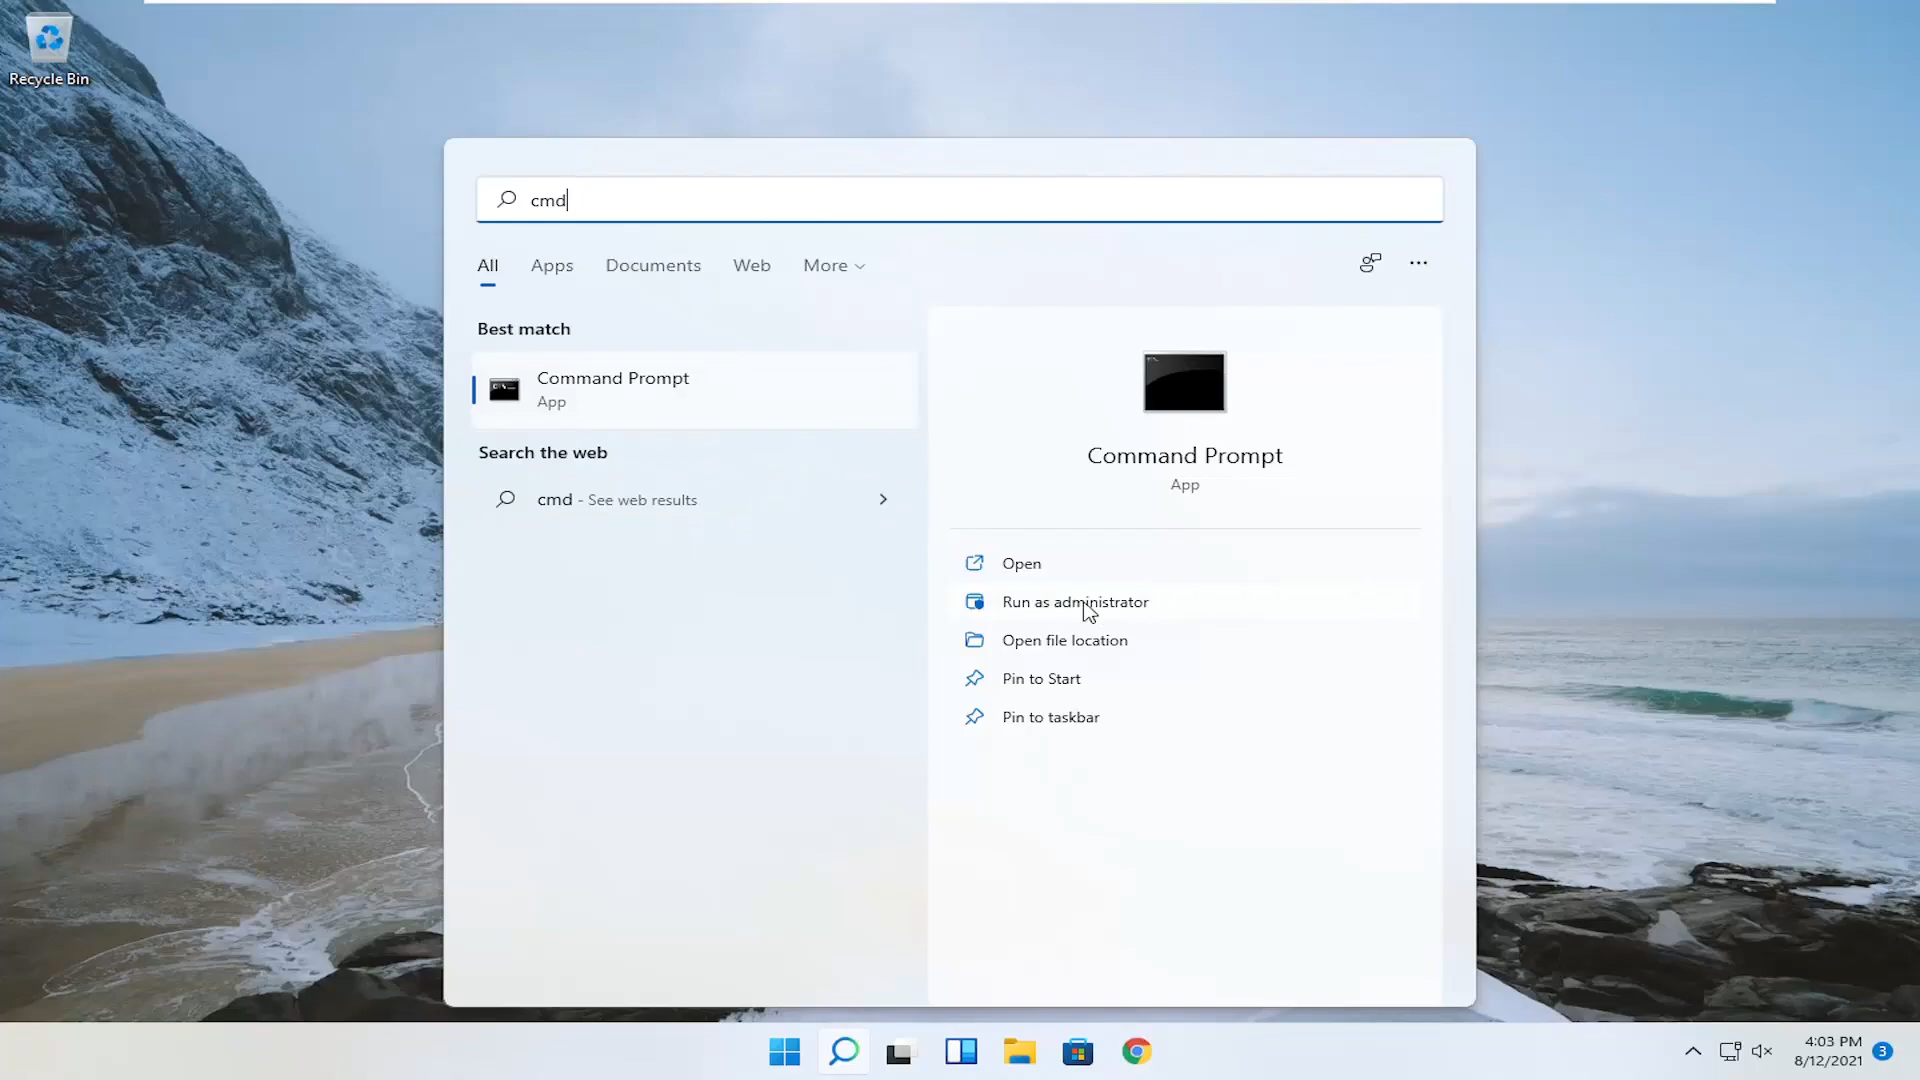 Recycle Bin
cmd
All
Apps
Documents
Web
More
Best match
Command Prompt
App
Search the web
cmd - See web results
Command Prompt
App
Open
Run as administrator
Open file location
Pin to Start
Pin to taskbar
4:03 PM
8/12/2021
3